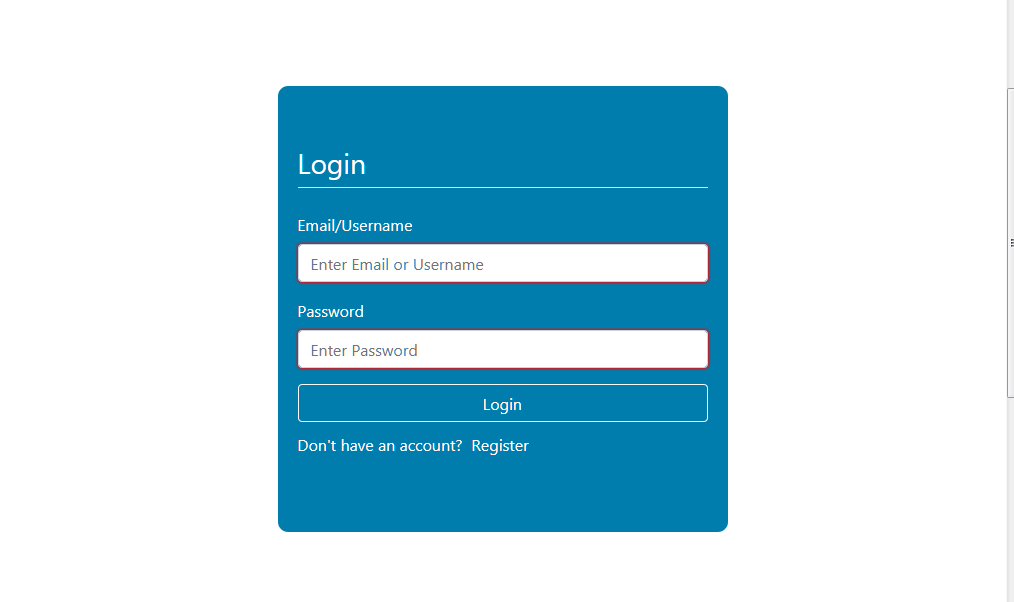 Login
Email/Username
Enter Email or Username
Password
Enter Password
Login
Don't have an account? Register